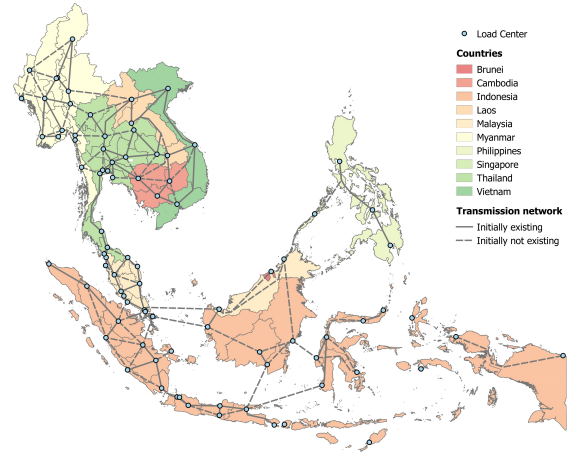 Load Center
Countries
Brunei
Cambodia
Indonesia
Laos
Malaysia
Myanmar
Philippines
Singapore
Thailand
Vietnam
Transmission network
Initially existing
Initially not existing